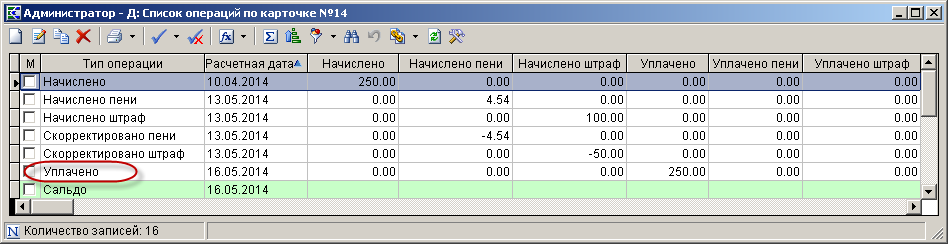 Администратор - Д: Список операций по карточке №14
М Тип операции Расчетная дата Начислено Начислено пени Начислено штраф Уплачено Уплачено пени Уплачено штраф
Начислено 10.04.2014 250.00 0.00 0.00 0.00 0.00 0.00
Начислено пени 13.05.2014 0.00 4.54 0.00 0.00 0.00 0.00
Начислено штраф 13.05.2014 0.00 0.00 100.00 0.00 0.00 0.00
Скорректировано пени 13.05.2014 0.00 -4.54 0.00 0.00 0.00 0.00
Скорректировано штраф 13.05.2014 0.00 0.00 -50.00 0.00 0.00 0.00
Уплачено 16.05.2014 0.00 0.00 0.00 250.00 0.00 0.00
Сальдо 16.05.2014
N Количество записей: 16